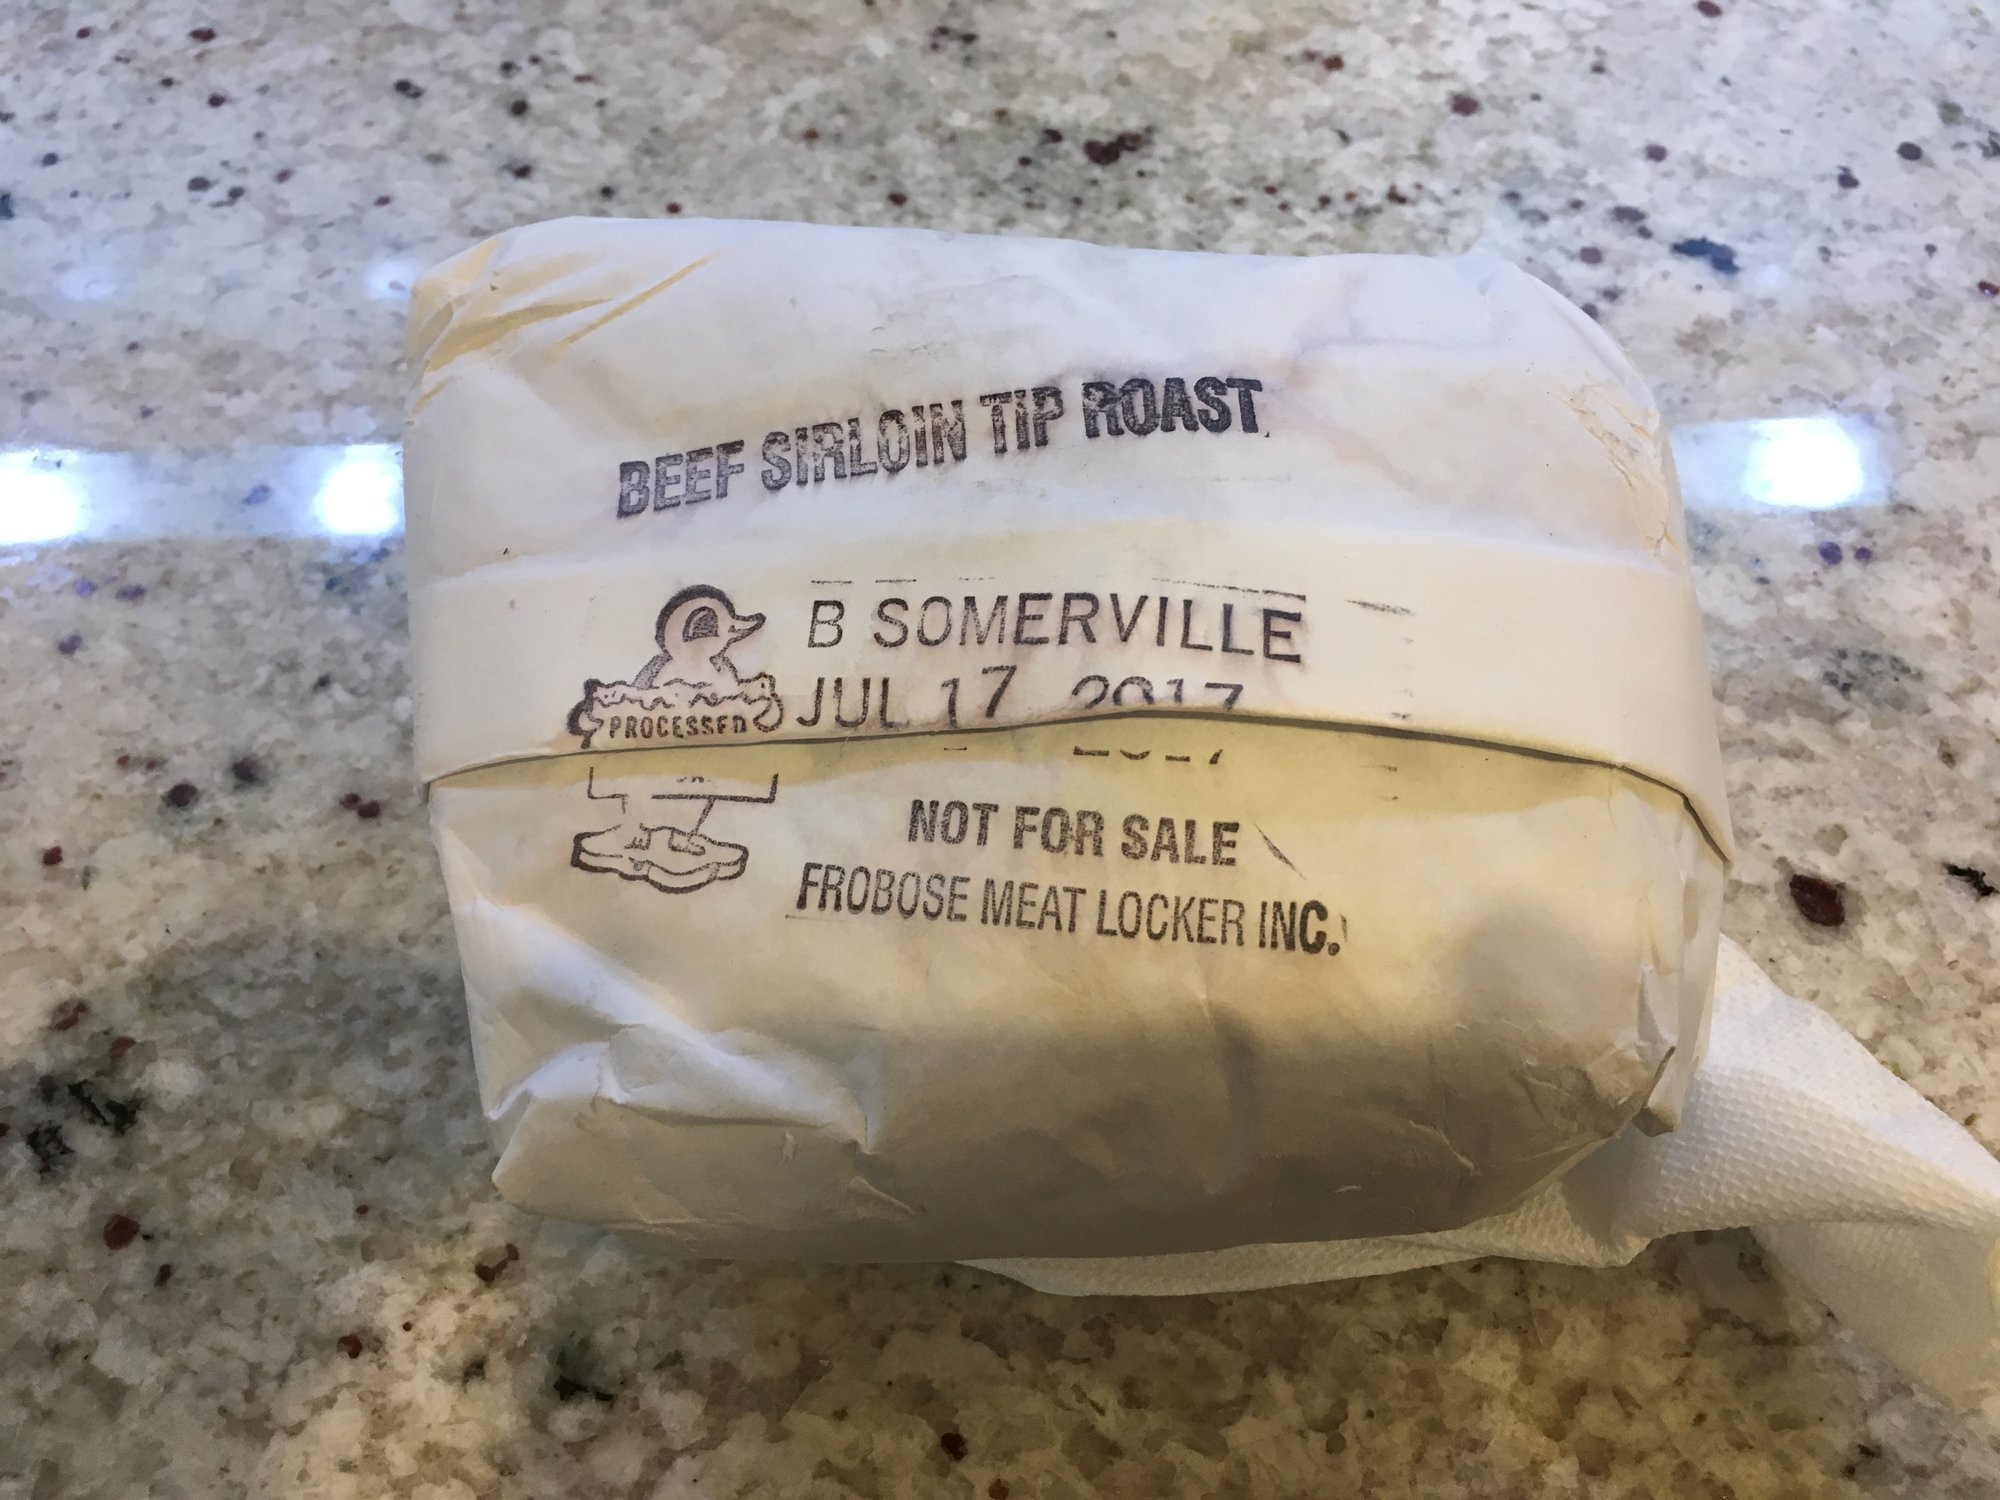 BEEF SIRLOIN TIP ROAST
B SOMERVILLE
JUL 17 2017
PROCESSED
NOT FOR SALE
FROBOSE MEAT LOCKER INC.